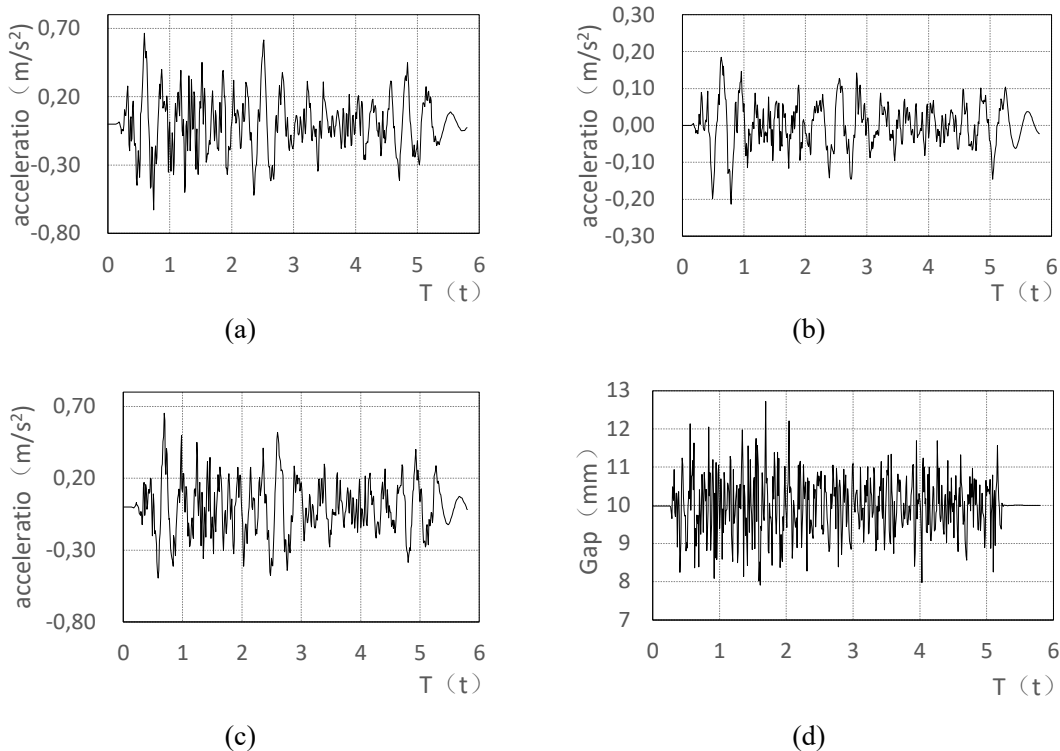 acceleratio（m/s²）
0,70
0,20
-0,30
-0,80
0 1 2 3 4 5 6
T（t）
(a)
acceleratio（m/s²）
0,30
0,20
0,10
0,00
-0,10
-0,20
-0,30
0 1 2 3 4 5 6
T（t）
(b)
acceleratio（m/s²）
0,70
0,20
-0,30
-0,80
0 1 2 3 4 5 6
T（t）
(c)
Gap（mm）
13
12
11
10
9
8
7
0 1 2 3 4 5 6
T（t）
(d)